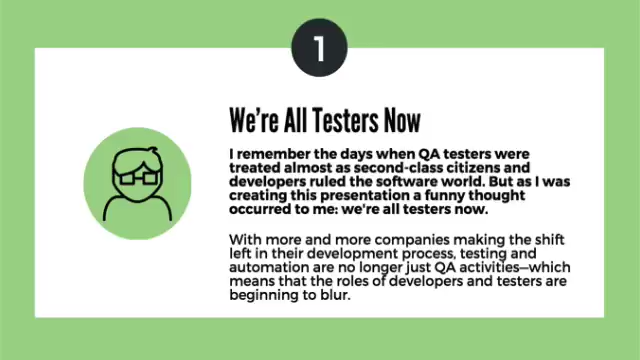 1
We're All Testers Now
I remember the days when QA testers were
treated almost as second-class citizens and
developers ruled the software world. But as I was
creating this presentation a funny thought
occurred to me: we're all testers now.
With more and more companies making the shift
left in their development process, testing and
automation are no longer just QA activities—which
means that the roles of developers and testers are
beginning to blur.